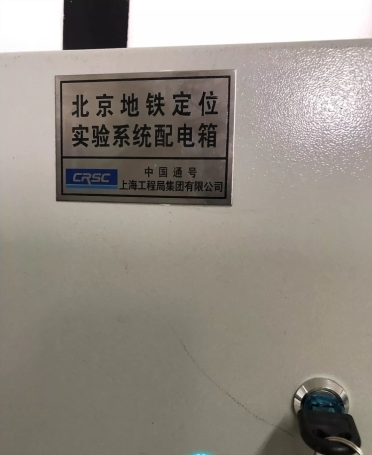 北京地铁定位
实验系统配电箱
CRSC
中国通号
上海工程局集团有限公司